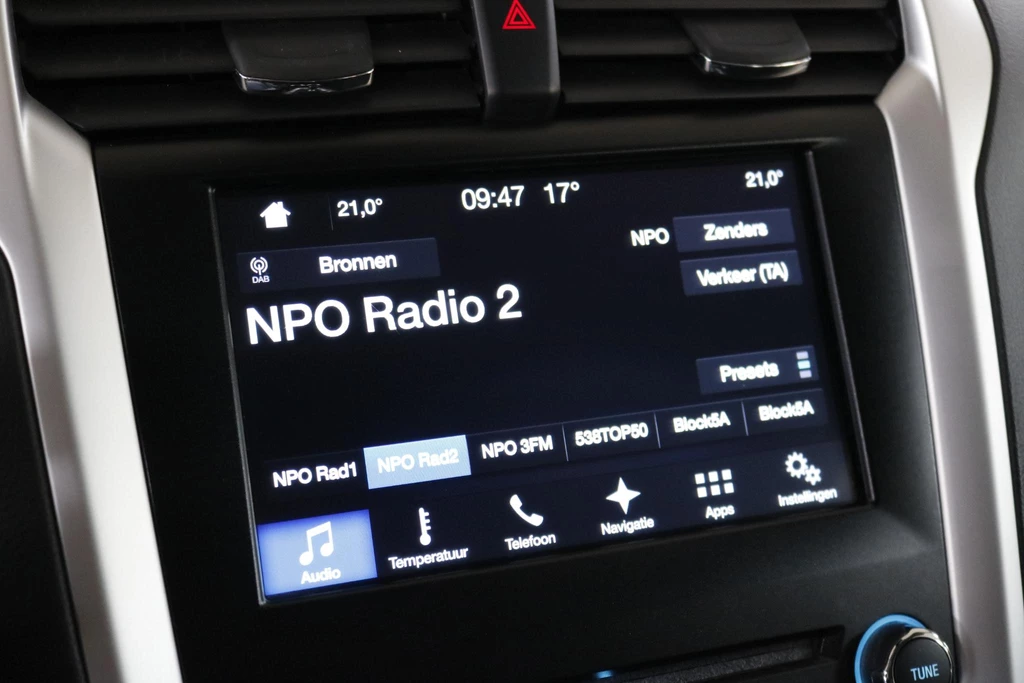 21,0° 09:47 17° 21,0°
NPO Zenders
DAB Bronnen
Verkeer (TA)
NPO Radio 2
Presets
NPO Rad1 NPO Rad2 NPO 3FM 538TOP50 Block5A Block5A
Audio Temperatuur Telefoon Navigatie Apps Instellingen
TUNE